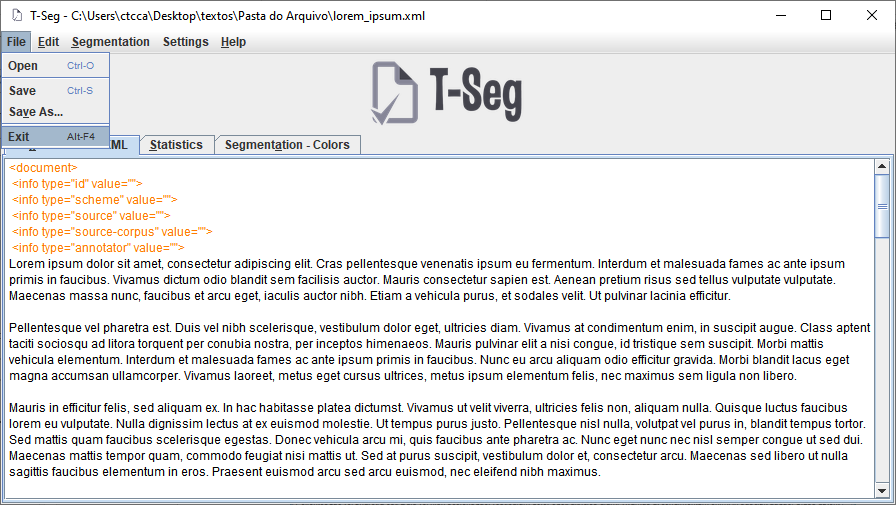 T-Seg - C:\Users\ctcca\Desktop\textos\Pasta do Arquivo\lorem_ipsum.xml
File Edit Segmentation Settings Help
Open Ctrl-O
Save Ctrl-S
Save As...
Exit Alt-F4
T-Seg
ML Statistics Segmentation - Colors
<document>
<info type="id" value="">
<info type="scheme" value="">
<info type="source" value="">
<info type="source-corpus" value="">
<info type="annotator" value="">
Lorem ipsum dolor sit amet, consectetur adipiscing elit. Cras pellentesque venenatis ipsum eu fermentum. Interdum et malesuada fames ac ante ipsum
primis in faucibus. Vivamus dictum odio blandit sem facilisis auctor. Mauris consectetur sapien est. Aenean pretium risus sed tellus vulputate vulputate.
Maecenas massa nunc, faucibus et arcu eget, iaculis auctor nibh. Etiam a vehicula purus, et sodales velit. Ut pulvinar lacinia efficitur.
Pellentesque vel pharetra est. Duis vel nibh scelerisque, vestibulum dolor eget, ultricies diam. Vivamus at condimentum enim, in suscipit augue. Class aptent
taciti sociosqu ad litora torquent per conubia nostra, per inceptos himenaeos. Mauris pulvinar elit a nisi congue, id tristique sem suscipit. Morbi mattis
vehicula elementum. Interdum et malesuada fames ac ante ipsum primis in faucibus. Nunc eu arcu aliquam odio efficitur gravida. Morbi blandit lacus eget
magna accumsan ullamcorper. Vivamus laoreet, metus eget cursus ultrices, metus ipsum elementum felis, nec maximus sem ligula non libero.
Mauris in efficitur felis, sed aliquam ex. In hac habitasse platea dictumst. Vivamus ut velit viverra, ultricies felis non, aliquam nulla. Quisque luctus faucibus
lorem eu vulputate. Nulla dignissim lectus at ex euismod molestie. Ut tempus purus justo. Pellentesque nisl nulla, volutpat vel purus in, blandit tempus tortor.
Sed mattis quam faucibus scelerisque egestas. Donec vehicula arcu mi, quis faucibus ante pharetra ac. Nunc eget nunc nec nisl semper congue ut sed dui.
Maecenas mattis tempor quam, commodo feugiat nisi mattis ut. Sed at purus suscipit, vestibulum dolor et, consectetur arcu. Maecenas sed libero ut nulla
sagittis faucibus elementum in eros. Praesent euismod arcu sed arcu euismod, nec eleifend nibh maximus.